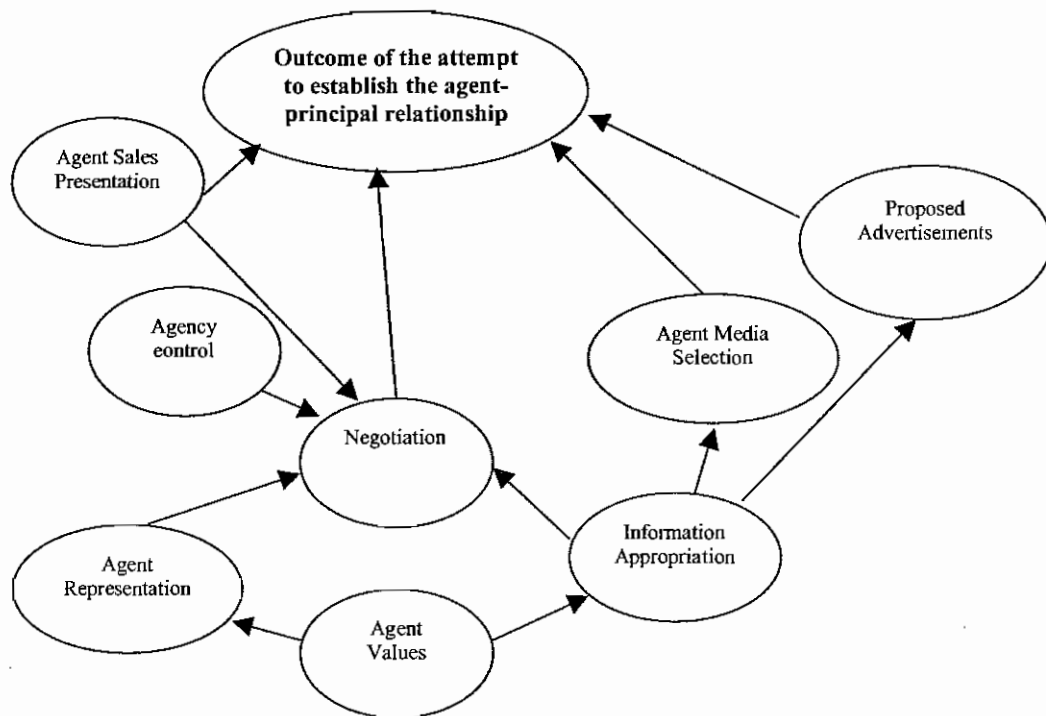 Outcome of the attempt
to establish the agent-
principal relationship
Agent Sales
Presentation
Proposed
Advertisements
Agency
eontrol
Agent Media
Selection
Negotiation
Information
Appropriation
Agent
Representation
Agent
Values